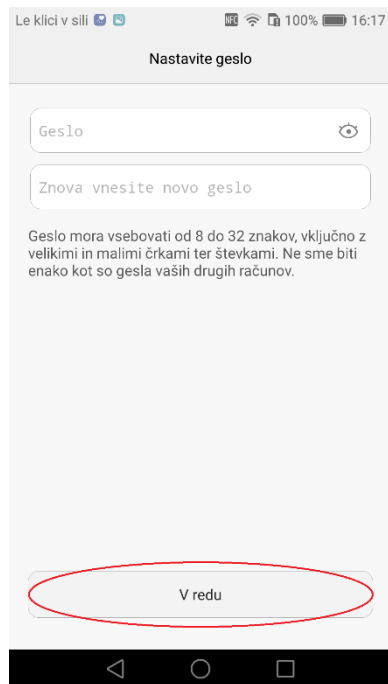 Le klici v sili NFC 100% 16:17
Nastavite geslo
Geslo
Znova vnesite novo geslo
Geslo mora vsebovati od 8 do 32 znakov, vključno z
velikimi in malimi črkami ter števkami. Ne sme biti
enako kot so gesla vaših drugih računov.
V redu